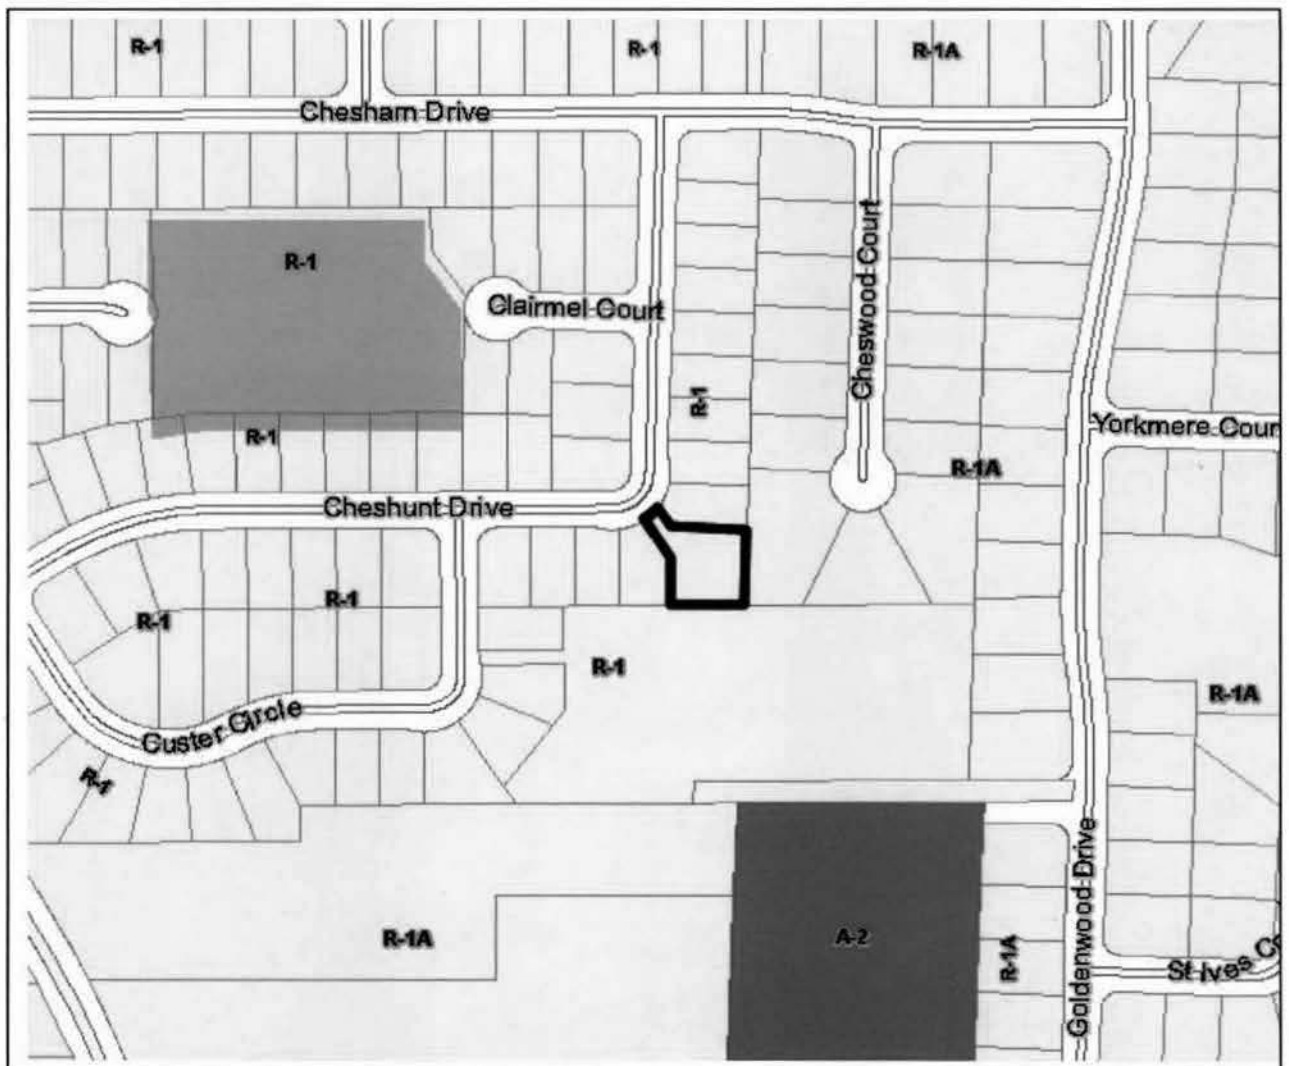 R-1
R-1
R-1A
Chesham Drive
Cheswood Court
R-1
Clairmel Court
R-1
Yorkmere Cour
R-1
R-1A
Cheshunt Drive
R-1
R-1
R-1
R-1A
Custer Circle
R-1
Goldenwood Drive
R-1A
A-2
R-1A
St Ives Co